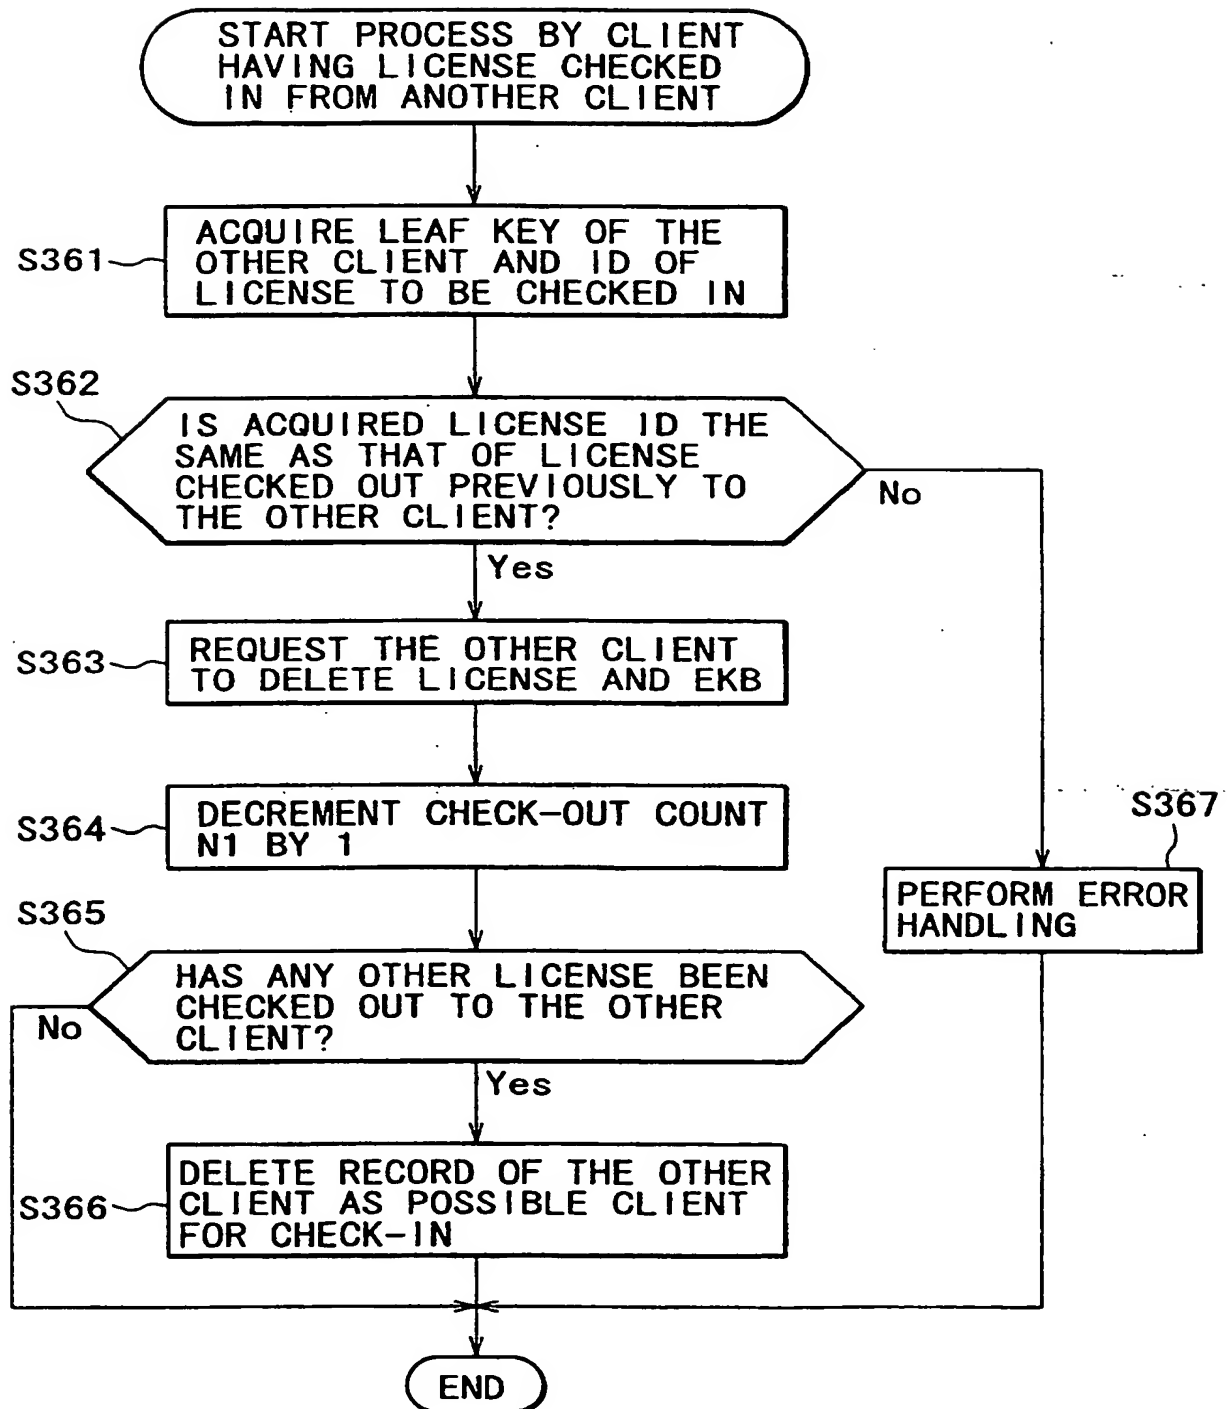 START PROCESS BY CLIENT
HAVING LICENSE CHECKED
IN FROM ANOTHER CLIENT
S361
ACQUIRE LEAF KEY OF THE
OTHER CLIENT AND ID OF
LICENSE TO BE CHECKED IN
S362
IS ACQUIRED LICENSE ID THE
SAME AS THAT OF LICENSE
CHECKED OUT PREVIOUSLY TO
THE OTHER CLIENT?
No
Yes
S363
REQUEST THE OTHER CLIENT
TO DELETE LICENSE AND EKB
S364
DECREMENT CHECK-OUT COUNT
N1 BY 1
S367
PERFORM ERROR
HANDLING
S365
HAS ANY OTHER LICENSE BEEN
CHECKED OUT TO THE OTHER
CLIENT?
No
Yes
S366
DELETE RECORD OF THE OTHER
CLIENT AS POSSIBLE CLIENT
FOR CHECK-IN
END